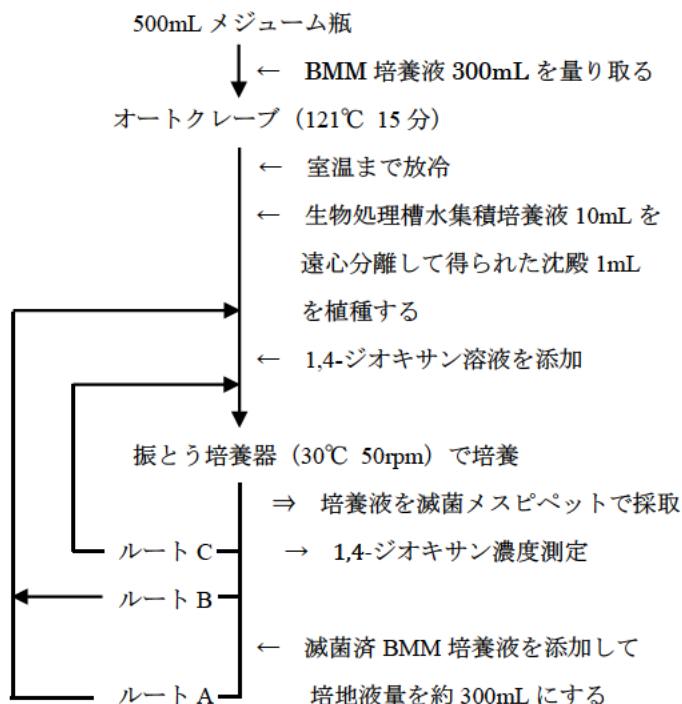 500mL メジューム瓶
← BMM 培養液 300mL を量り取る
オートクレーブ（121℃ 15 分）
← 室温まで放冷
← 生物処理槽水集積培養液 10mL を
遠心分離して得られた沈殿 1mL
を植種する
← 1,4-ジオキサン溶液を添加
振とう培養器（30℃ 50rpm）で培養
⇒ 培養液を滅菌メスピペットで採取
ルート C → 1,4-ジオキサン濃度測定
ルート B
← 滅菌済 BMM 培養液を添加して
ルート A 培地液量を約 300mL にする